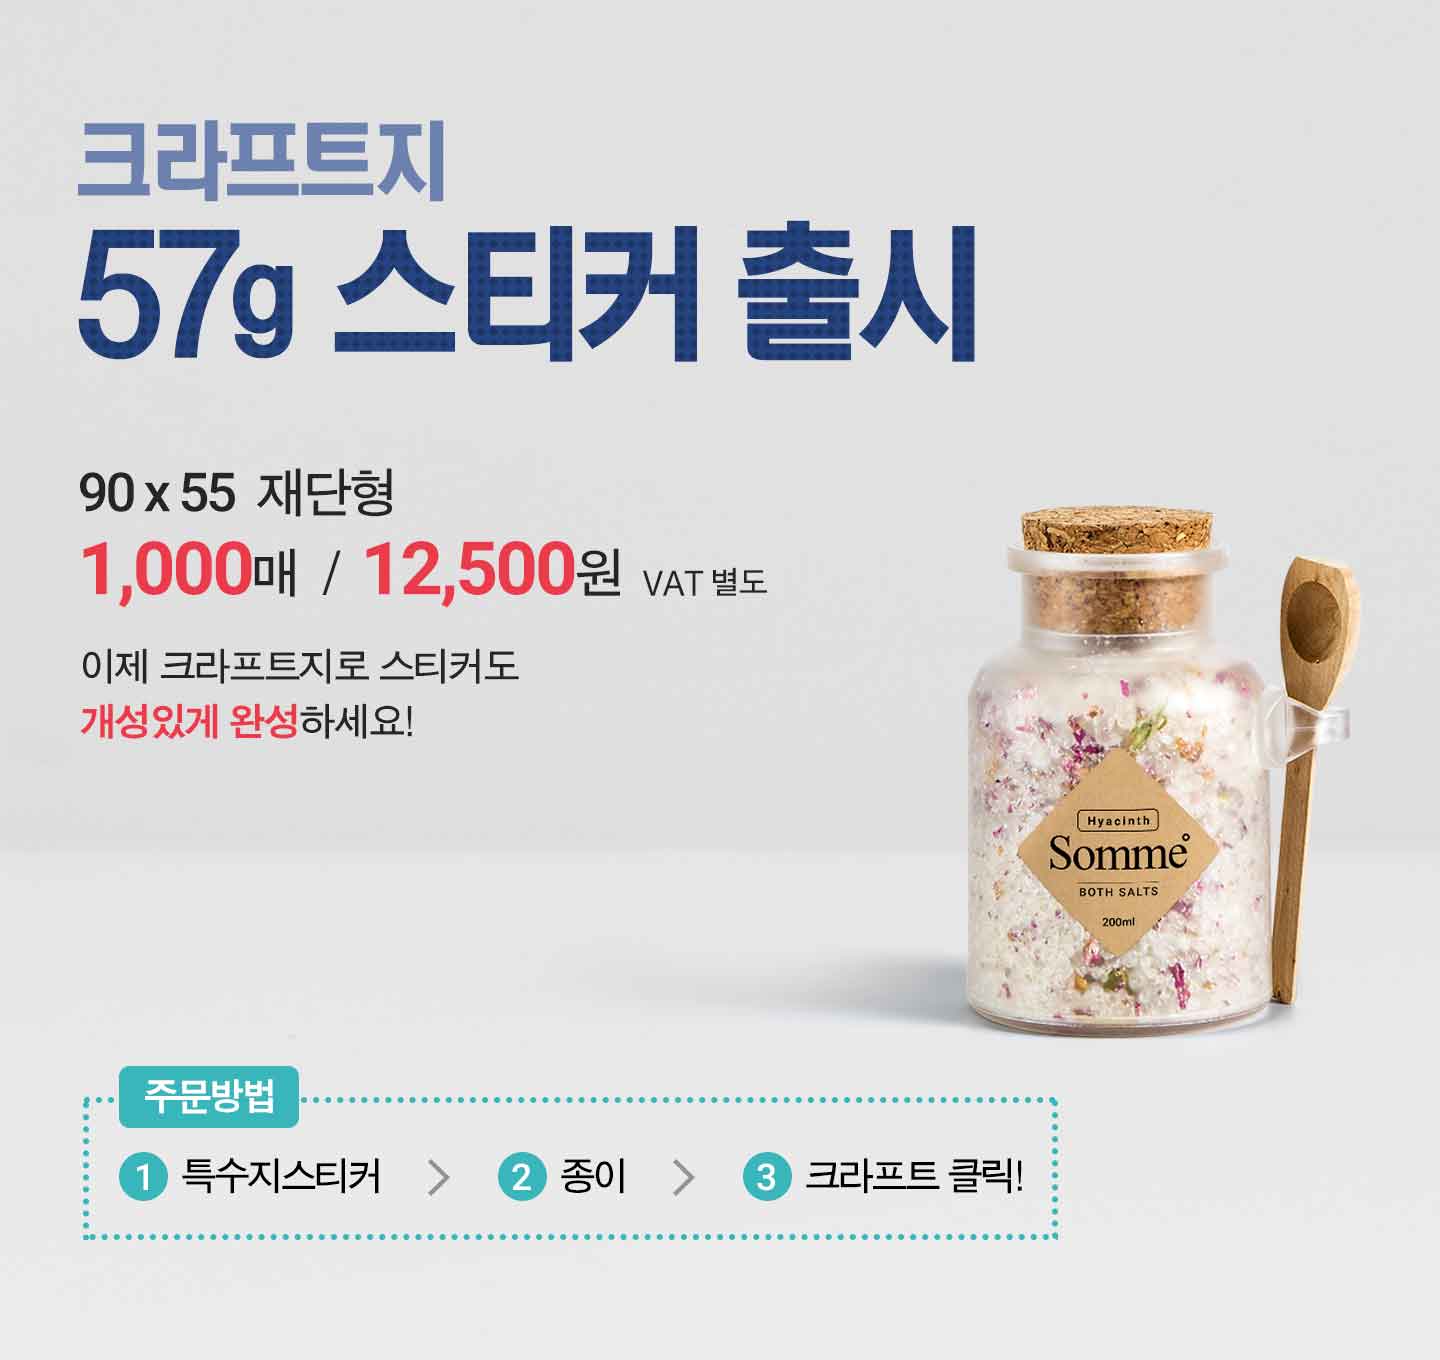 크라프트지
57g 스티커 출시
90 x 55 재단형
1,000매 / 12,500원 VAT 별도
이제 크라프트지로 스티커도
개성있게 완성하세요!
Hyacinth
Somme°
BOTH SALTS
200ml
주문방법
1 특수지스티커 > 2 종이 > 3 크라프트 클릭!